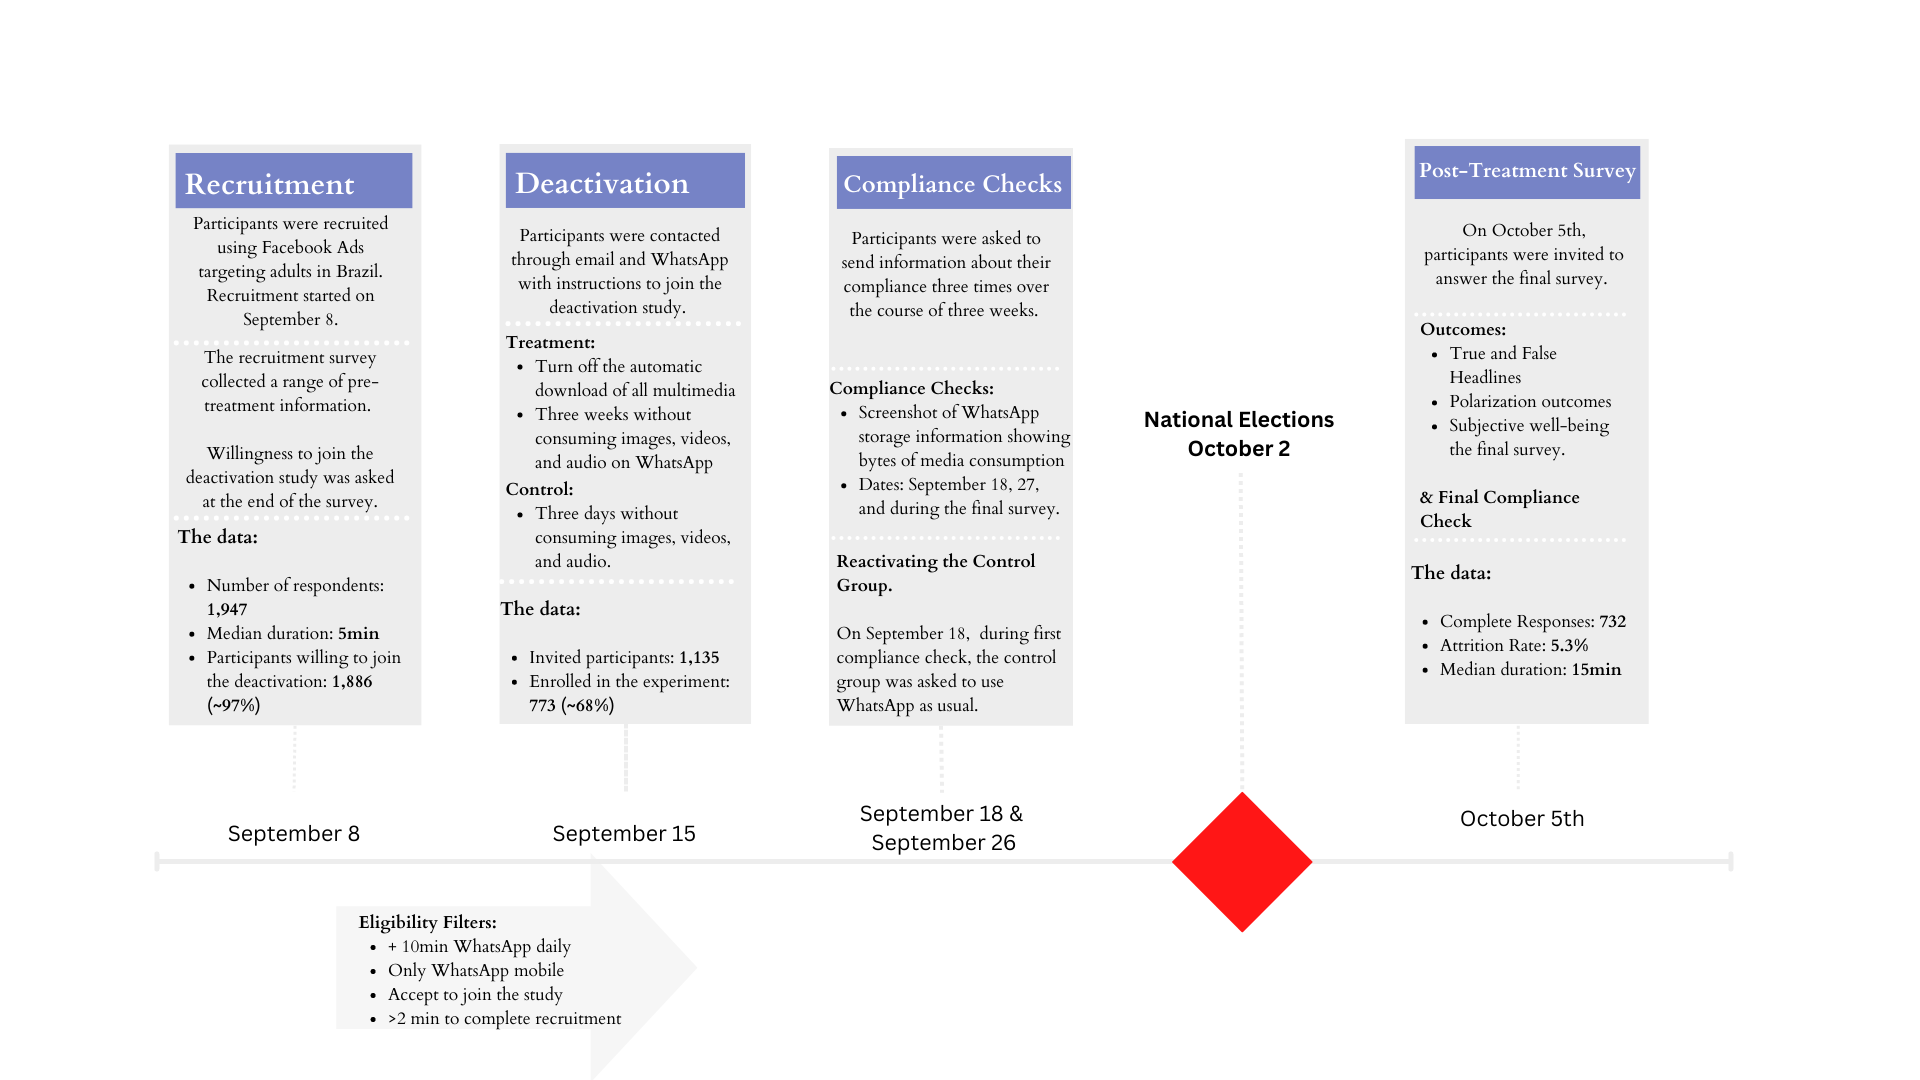 Recruitment
Participants were recruited
using Facebook Ads
targeting adults in Brazil.
Recruitment started on
September 8.
The recruitment survey
collected a range of pre-
treatment information.
Willingness to join the
deactivation study was asked
at the end of the survey.
The data:
• Number of respondents:
1,947
• Median duration: 5min
• Participants willing to join
the deactivation: 1,886
(~97%)
Deactivation
Participants were contacted
through email and WhatsApp
with instructions to join the
deactivation study.
Treatment:
• Turn off the automatic
download of all multimedia
• Three weeks without
consuming images, videos,
and audio on WhatsApp
Control:
• Three days without
consuming images, videos,
and audio.
The data:
• Invited participants: 1,135
• Enrolled in the experiment:
773 (~68%)
Compliance Checks
Participants were asked to
send information about their
compliance three times over
the course of three weeks.
Compliance Checks:
• Screenshot of WhatsApp
storage information showing
bytes of media consumption
• Dates: September 18, 27,
and during the final survey.
Reactivating the Control
Group.
On September 18, during first
compliance check, the control
group was asked to use
WhatsApp as usual.
National Elections
October 2
Post-Treatment Survey
On October 5th,
participants were invited to
answer the final survey.
Outcomes:
• True and False
Headlines
• Polarization outcomes
• Subjective well-being
the final survey.
& Final Compliance
Check
The data:
• Complete Responses: 732
• Attrition Rate: 5.3%
• Median duration: 15min
September 8
September 15
September 18 &
September 26
October 5th
Eligibility Filters:
• + 10min WhatsApp daily
• Only WhatsApp mobile
• Accept to join the study
• >2 min to complete recruitment